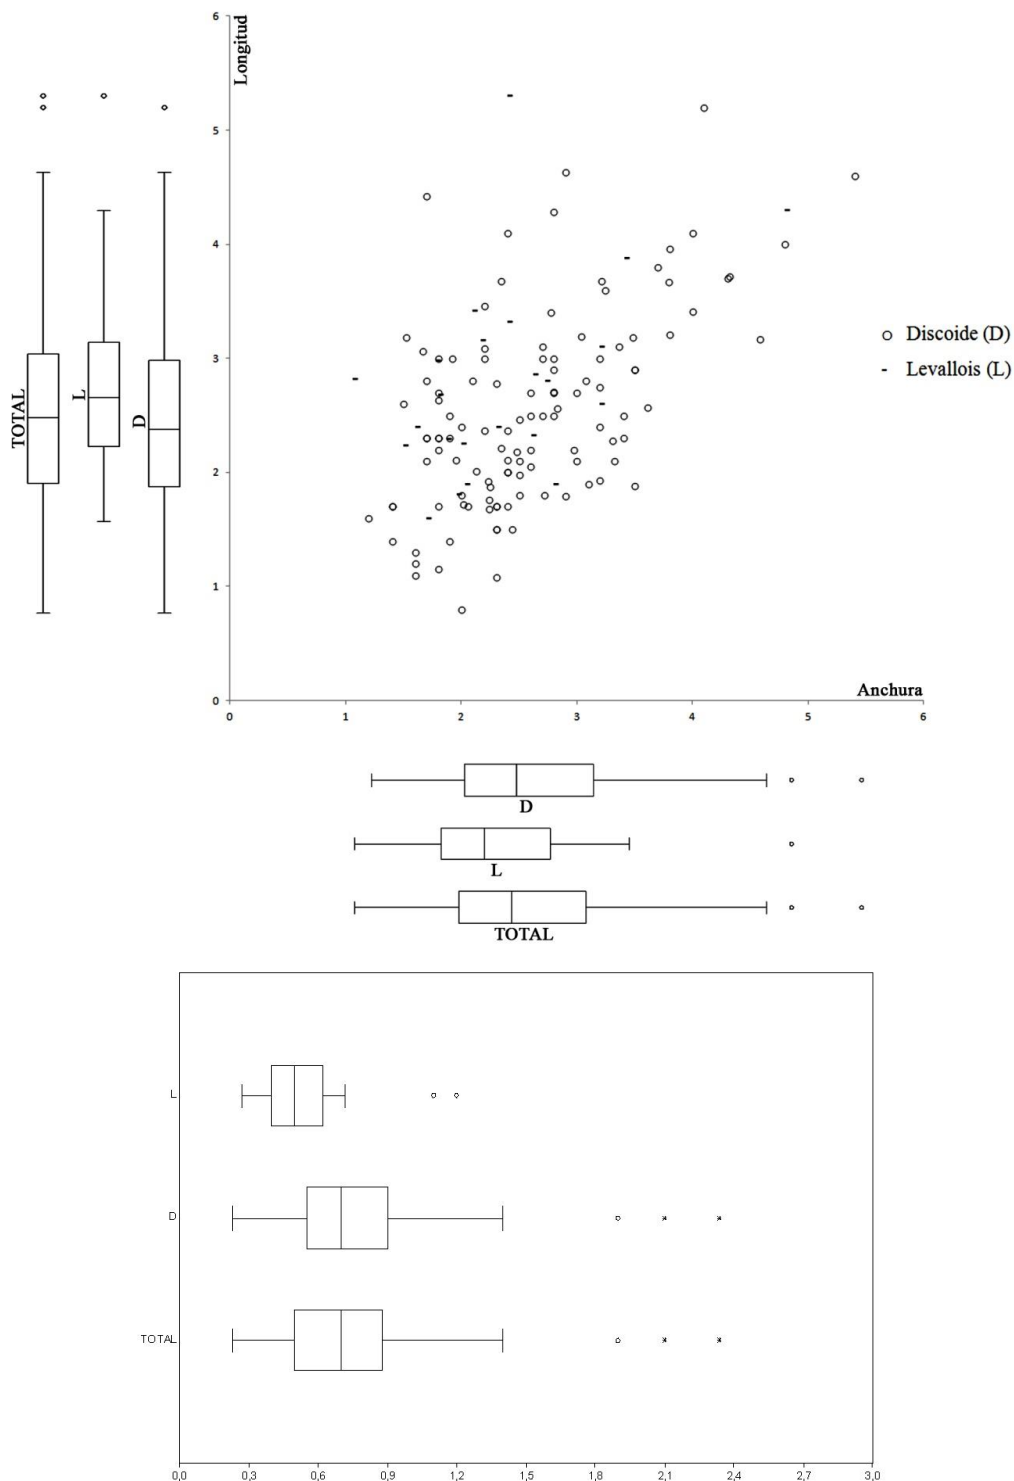 Longitud
6
5
4
3
2
1
0
TOTAL
L
D
Discoide (D)
Levallois (L)
Anchura
0 1 2 3 4 5 6
D
L
TOTAL
L
D
TOTAL
0,0 0,3 0,6 0,9 1,2 1,5 1,8 2,1 2,4 2,7 3,0